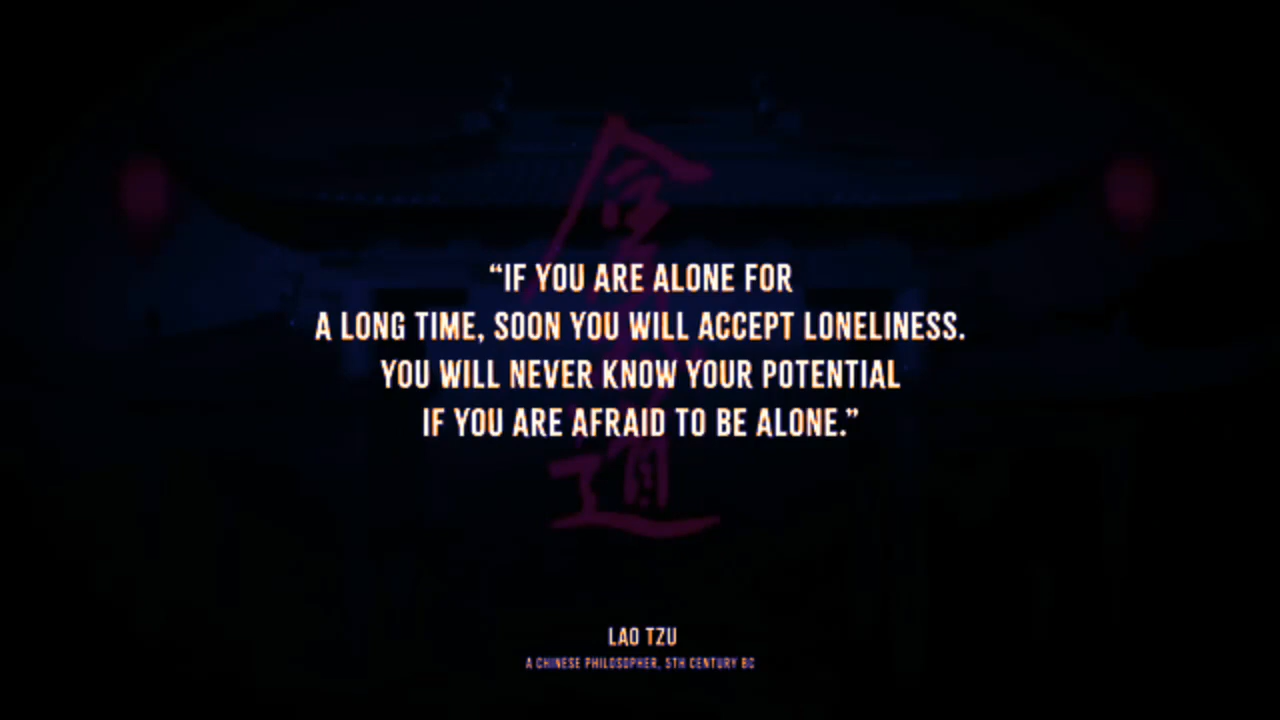 “IF YOU ARE ALONE FOR
A LONG TIME, SOON YOU WILL ACCEPT LONELINESS.
YOU WILL NEVER KNOW YOUR POTENTIAL
IF YOU ARE AFRAID TO BE ALONE.”
LAO TZU
A CHINESE PHILOSOPHER, 5TH CENTURY BC